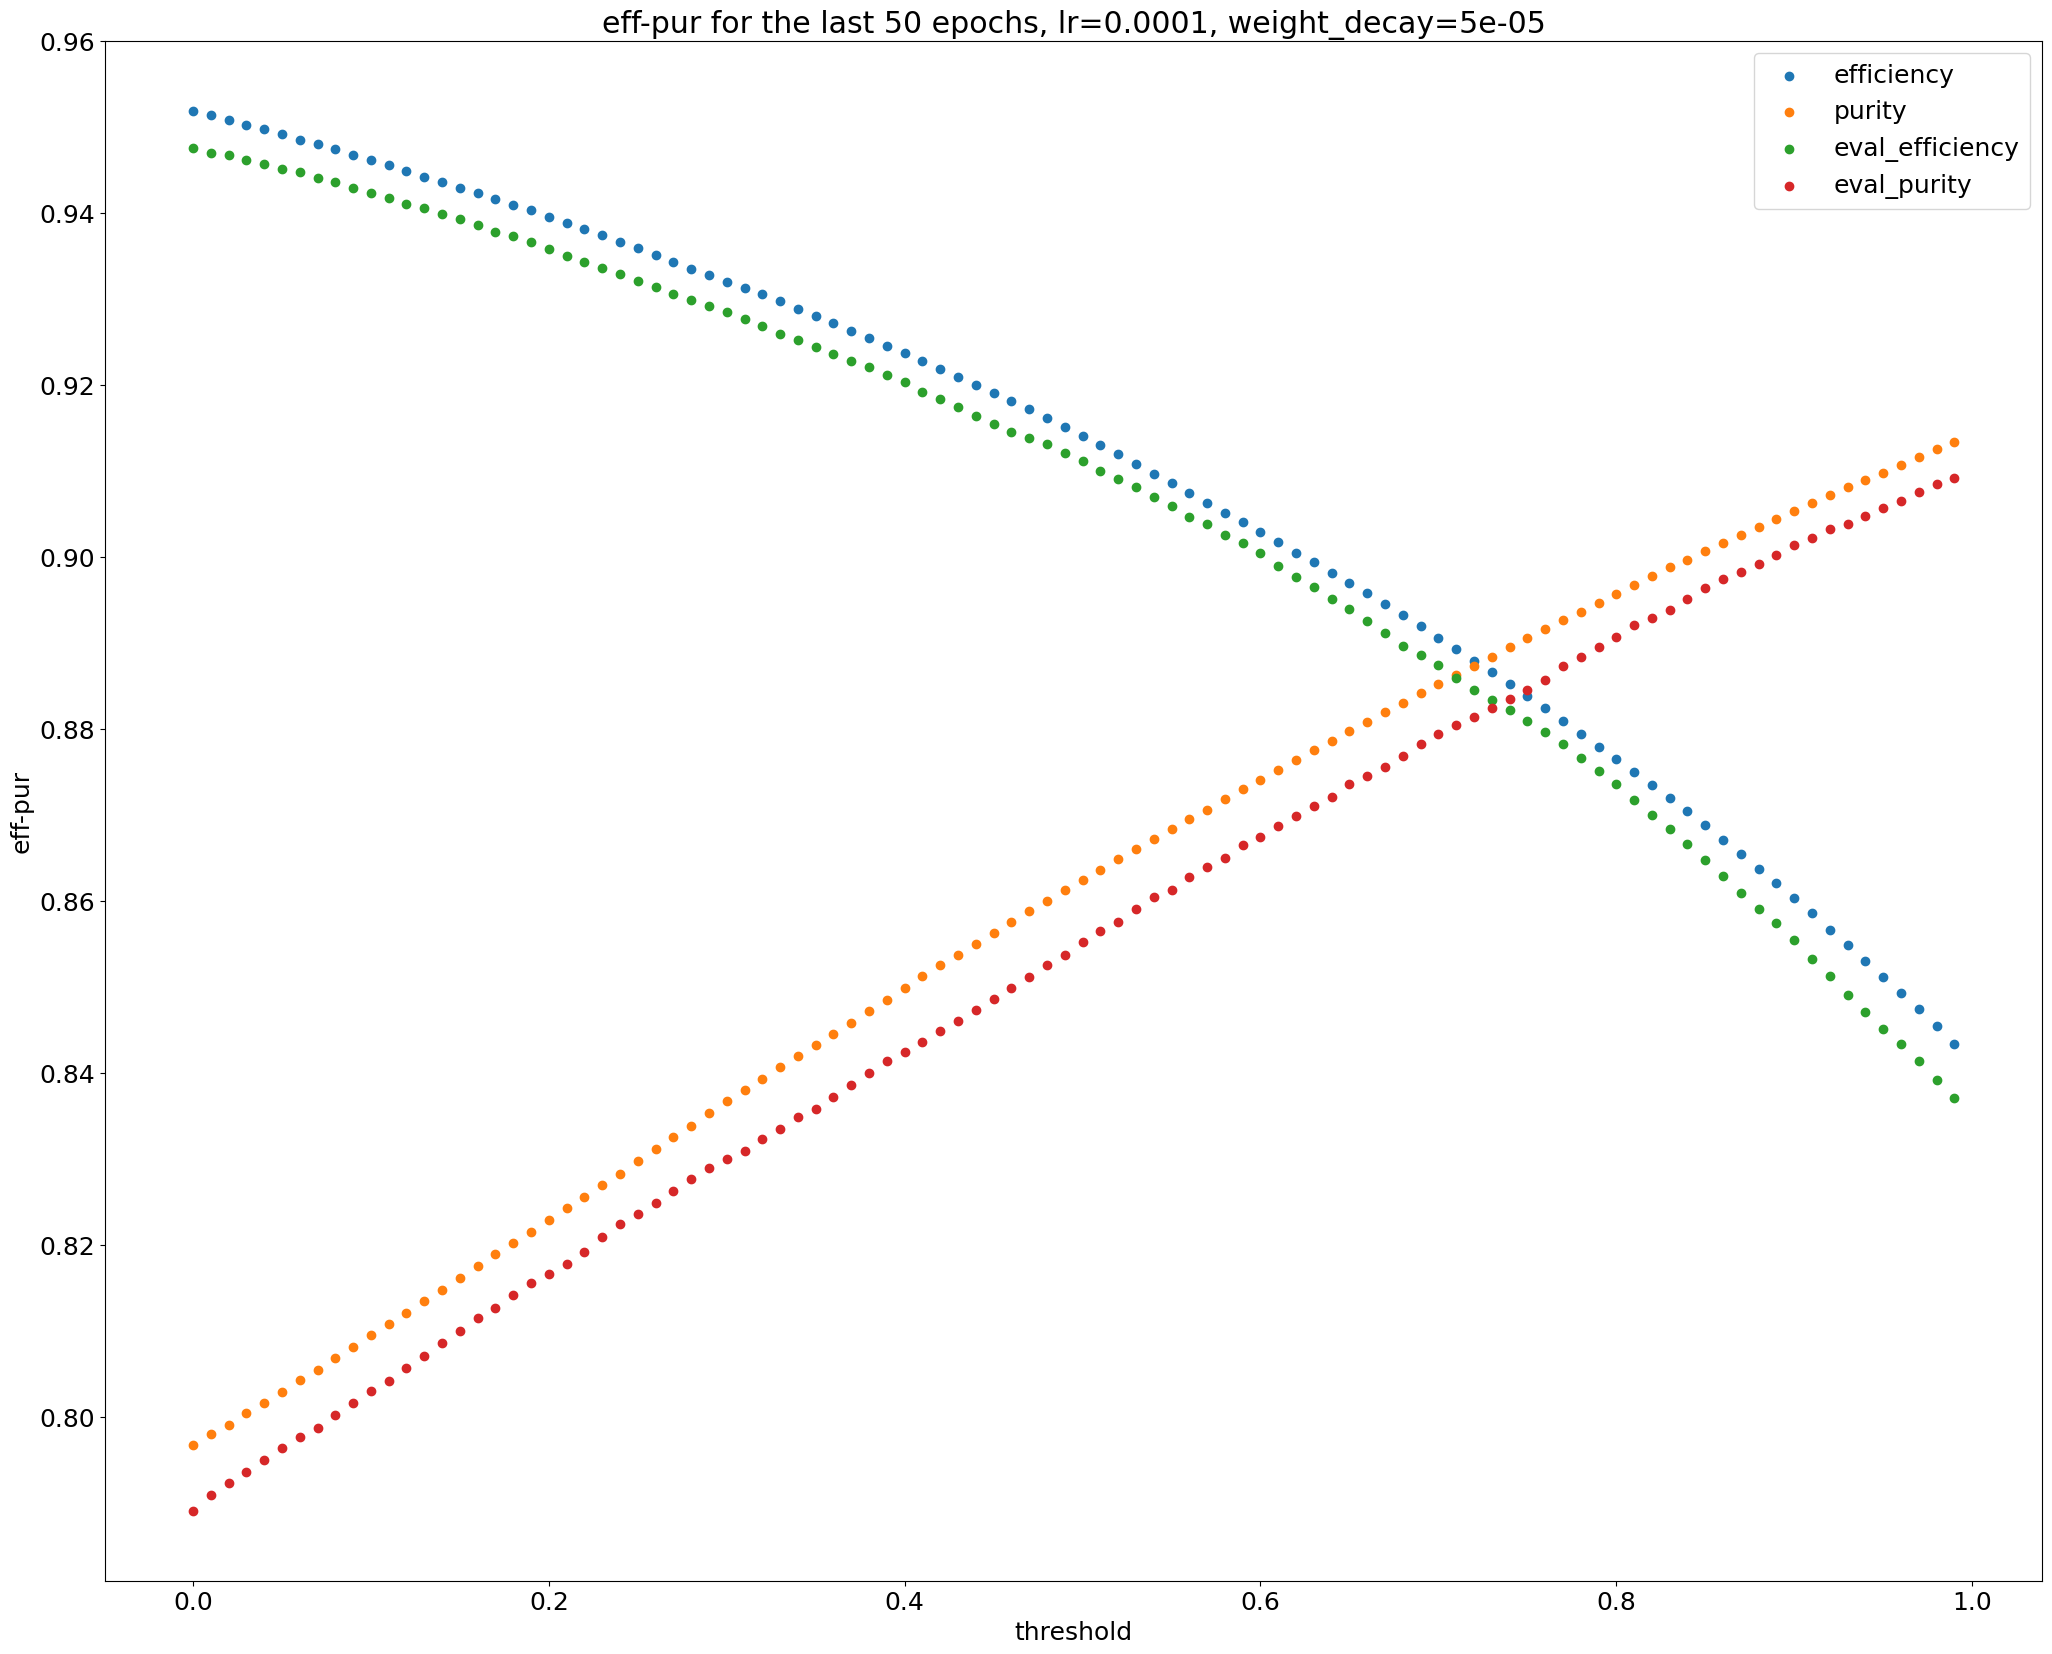 eff-pur for the last 50 epochs, lr=0.0001, weight_decay=5e-05
efficiency
purity
eval_efficiency
eval_purity
0.96
0.94
0.92
0.90
0.88
0.86
0.84
0.82
0.80
eff-pur
0.0 0.2 0.4 0.6 0.8 1.0
threshold